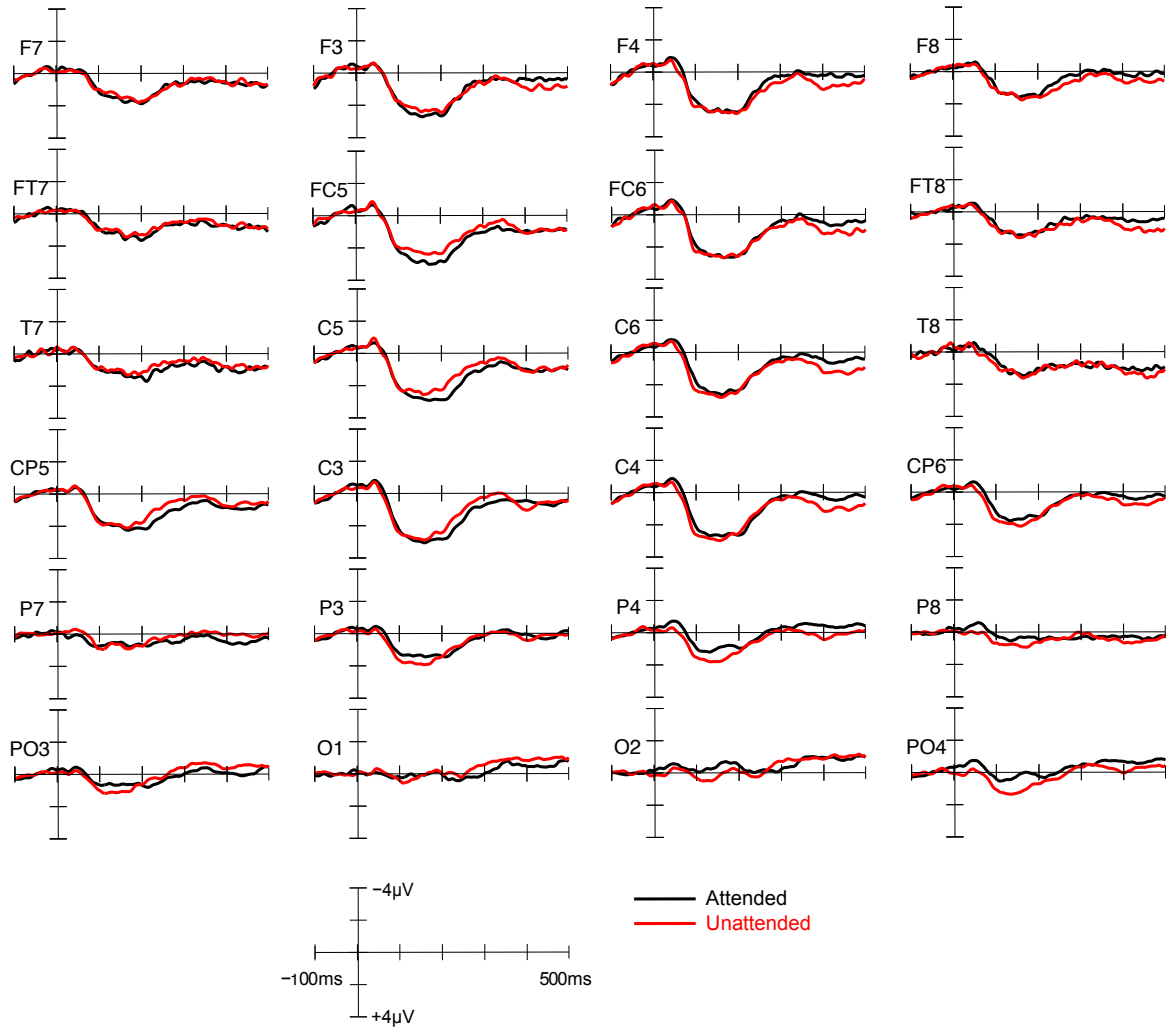 F7 F3 F4 F8
FT7 FC5 FC6 FT8
T7 C5 C6 T8
CP5 C3 C4 CP6
P7 P3 P4 P8
PO3 O1 O2 PO4
−4µV
−100ms 500ms
+4µV
Attended
Unattended